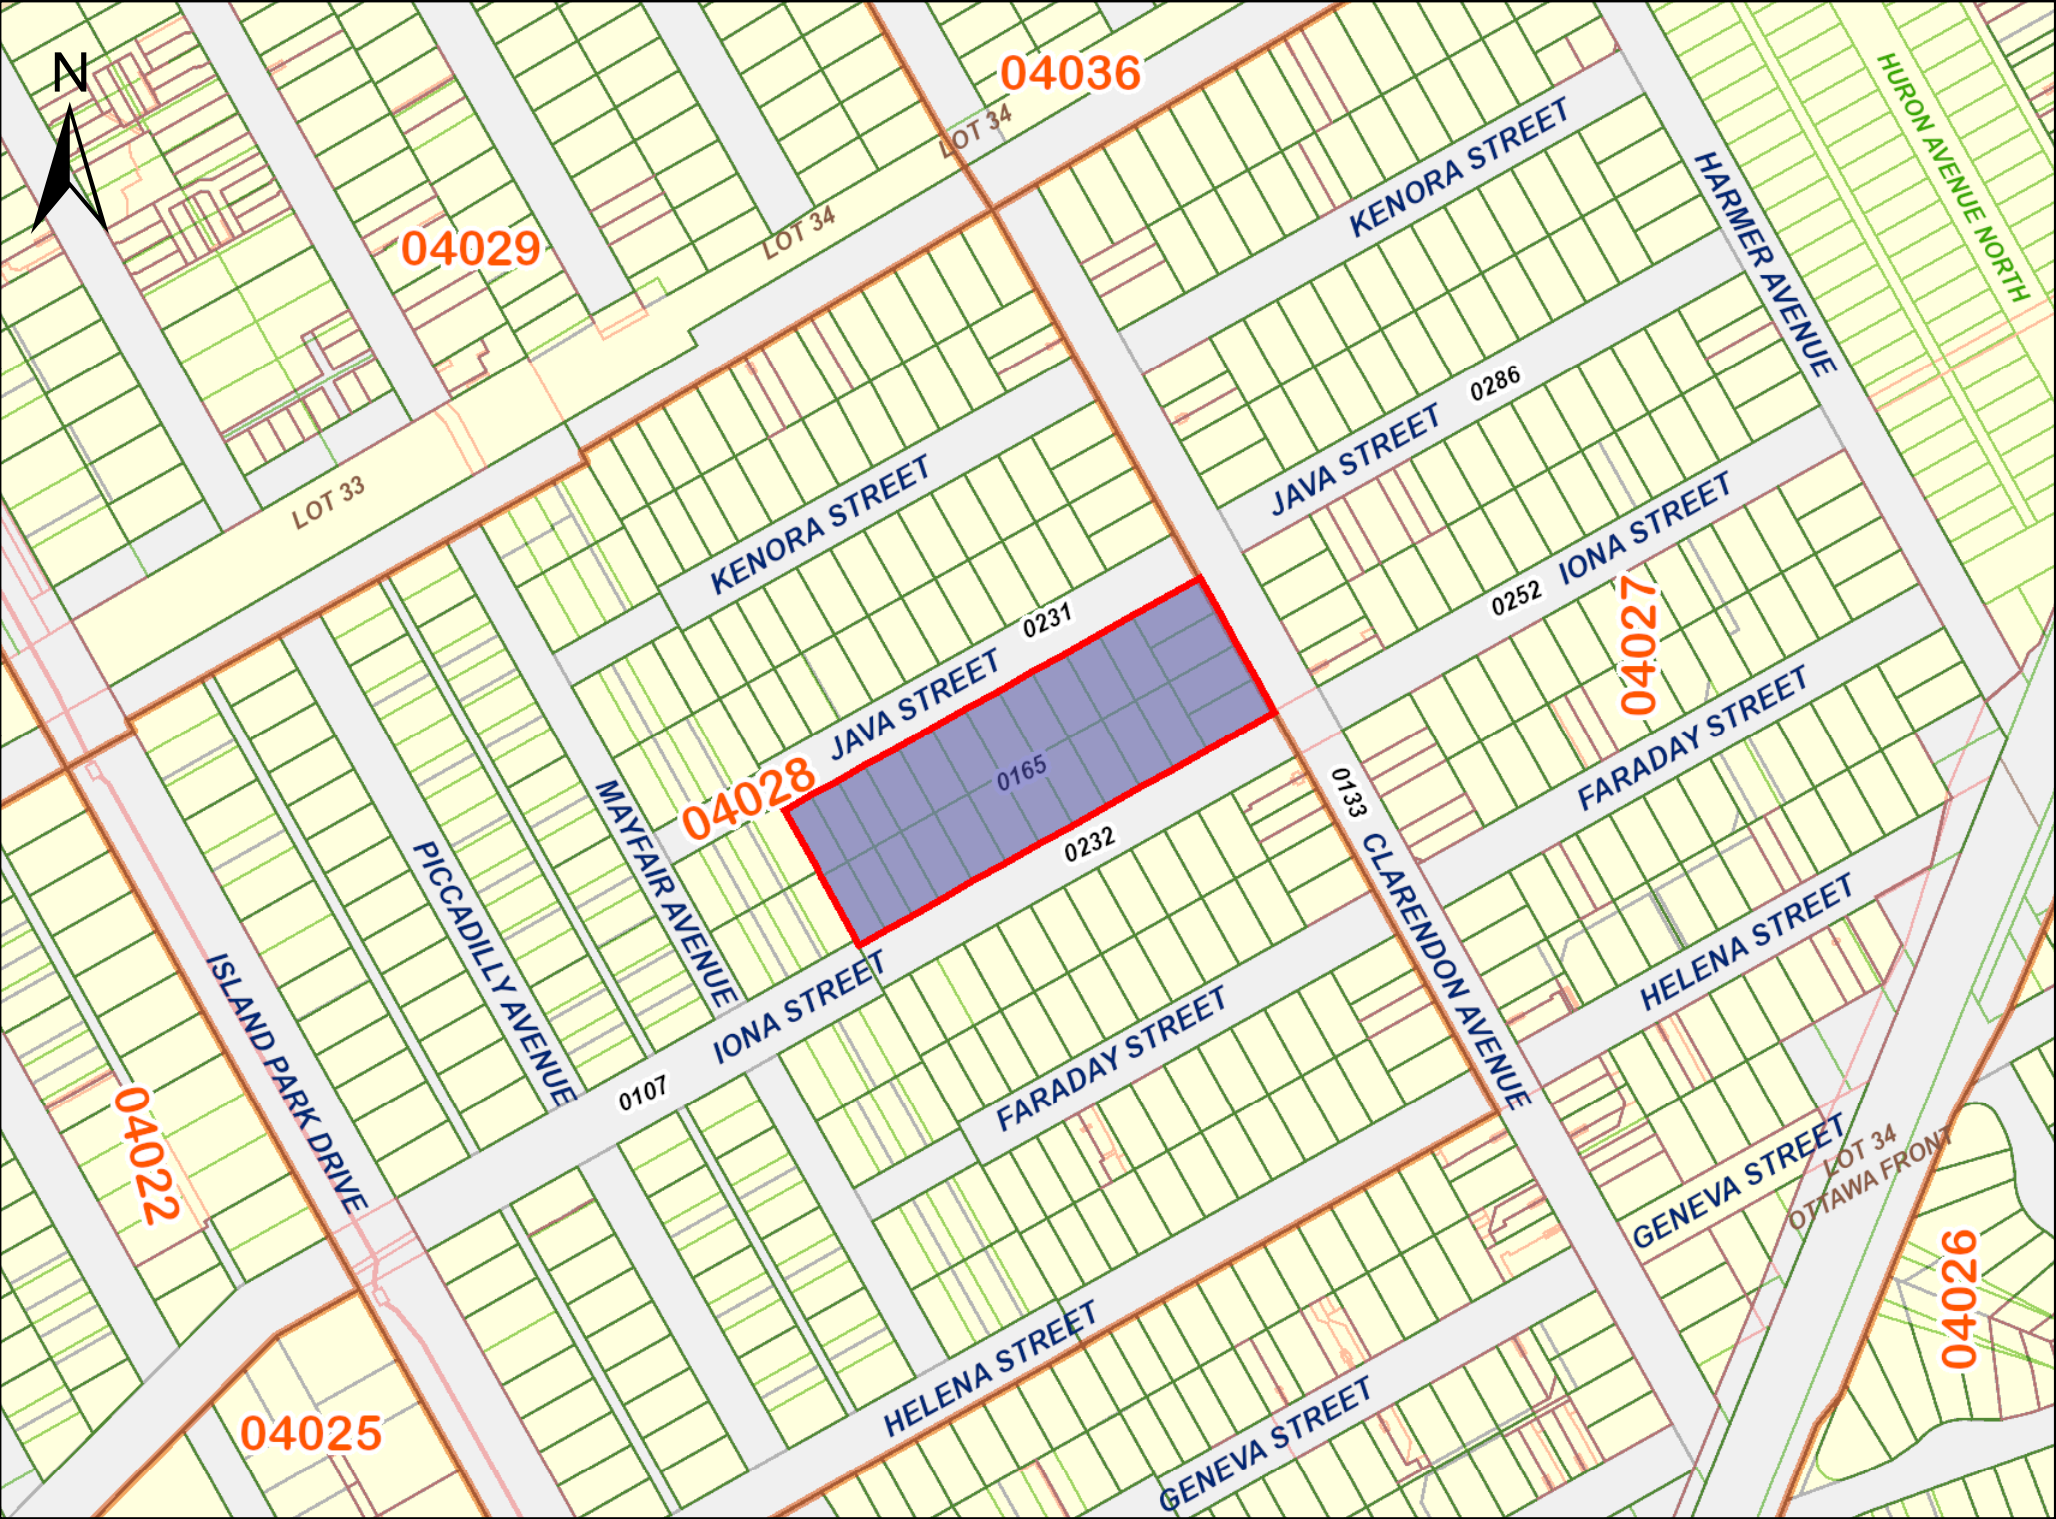 N
04036
LOT 34
HURON AVENUE NORTH
KENORA STREET
HARMER AVENUE
04029
LOT 34
0286
JAVA STREET
LOT 33
KENORA STREET
IONA STREET
0252
04027
0231
JAVA STREET
FARADAY STREET
04028
0165
0133
MAYFAIR AVENUE
0232
PICCADILLY AVENUE
CLARENDON AVENUE
HELENA STREET
ISLAND PARK DRIVE
IONA STREET
FARADAY STREET
0107
04022
GENEVA STREET
LOT 34
OTTAWA FRONT
04026
HELENA STREET
04025
GENEVA STREET